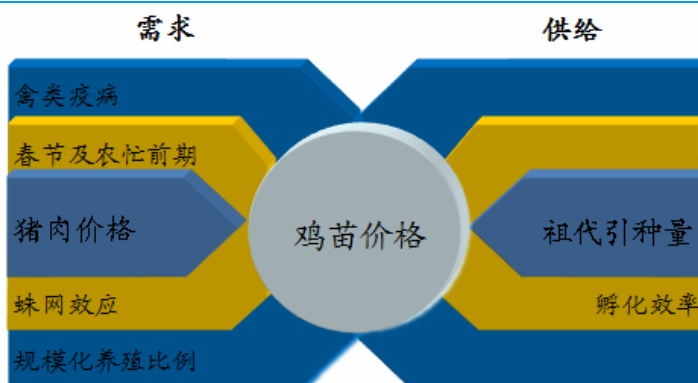 需求
供给
禽类疫病
春节及农忙前期
猪肉价格
鸡苗价格
祖代引种量
蛛网效应
孵化效率
规模化养殖比例